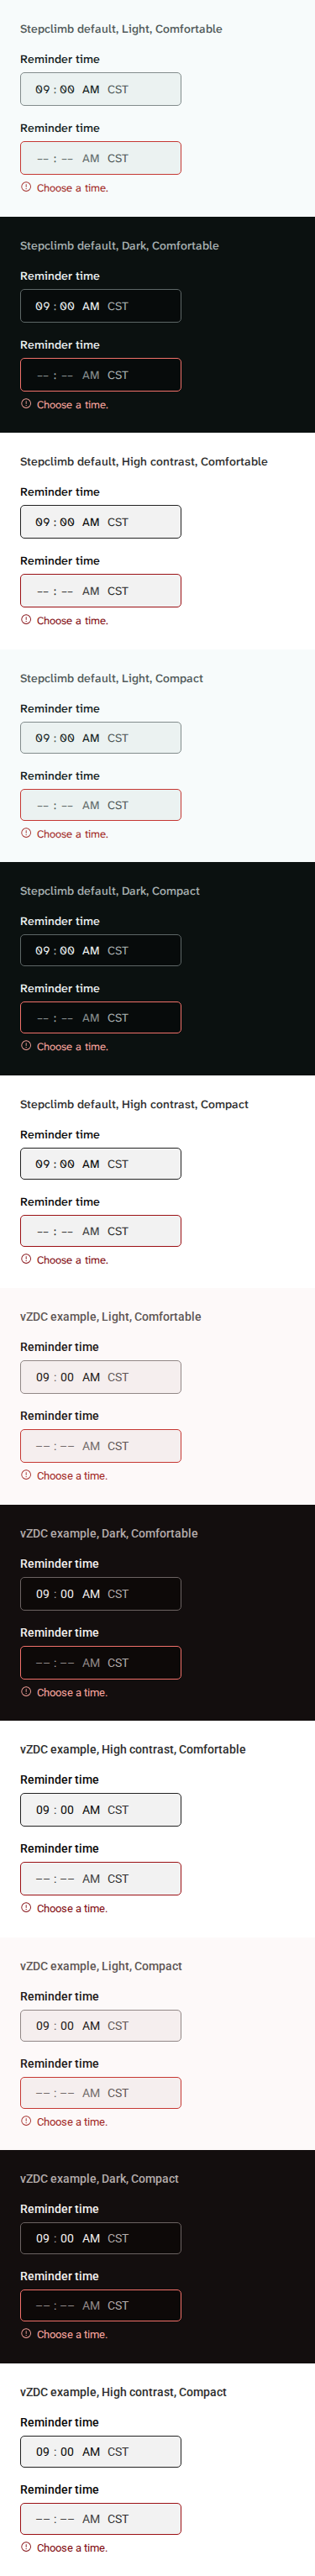 Stepclimb default, Light, Comfortable
Reminder time
09 : 00 AM CST
Reminder time
-- : -- AM CST
Choose a time.
Stepclimb default, Dark, Comfortable
Reminder time
09 : 00 AM CST
Reminder time
-- : -- AM CST
Choose a time.
Stepclimb default, High contrast, Comfortable
Reminder time
09 : 00 AM CST
Reminder time
-- : -- AM CST
Choose a time.
Stepclimb default, Light, Compact
Reminder time
09 : 00 AM CST
Reminder time
-- : -- AM CST
Choose a time.
Stepclimb default, Dark, Compact
Reminder time
09 : 00 AM CST
Reminder time
-- : -- AM CST
Choose a time.
Stepclimb default, High contrast, Compact
Reminder time
09 : 00 AM CST
Reminder time
-- : -- AM CST
Choose a time.
vZDC example, Light, Comfortable
Reminder time
09 : 00 AM CST
Reminder time
-- : -- AM CST
Choose a time.
vZDC example, Dark, Comfortable
Reminder time
09 : 00 AM CST
Reminder time
-- : -- AM CST
Choose a time.
vZDC example, High contrast, Comfortable
Reminder time
09 : 00 AM CST
Reminder time
-- : -- AM CST
Choose a time.
vZDC example, Light, Compact
Reminder time
09 : 00 AM CST
Reminder time
-- : -- AM CST
Choose a time.
vZDC example, Dark, Compact
Reminder time
09 : 00 AM CST
Reminder time
-- : -- AM CST
Choose a time.
vZDC example, High contrast, Compact
Reminder time
09 : 00 AM CST
Reminder time
-- : -- AM CST
Choose a time.